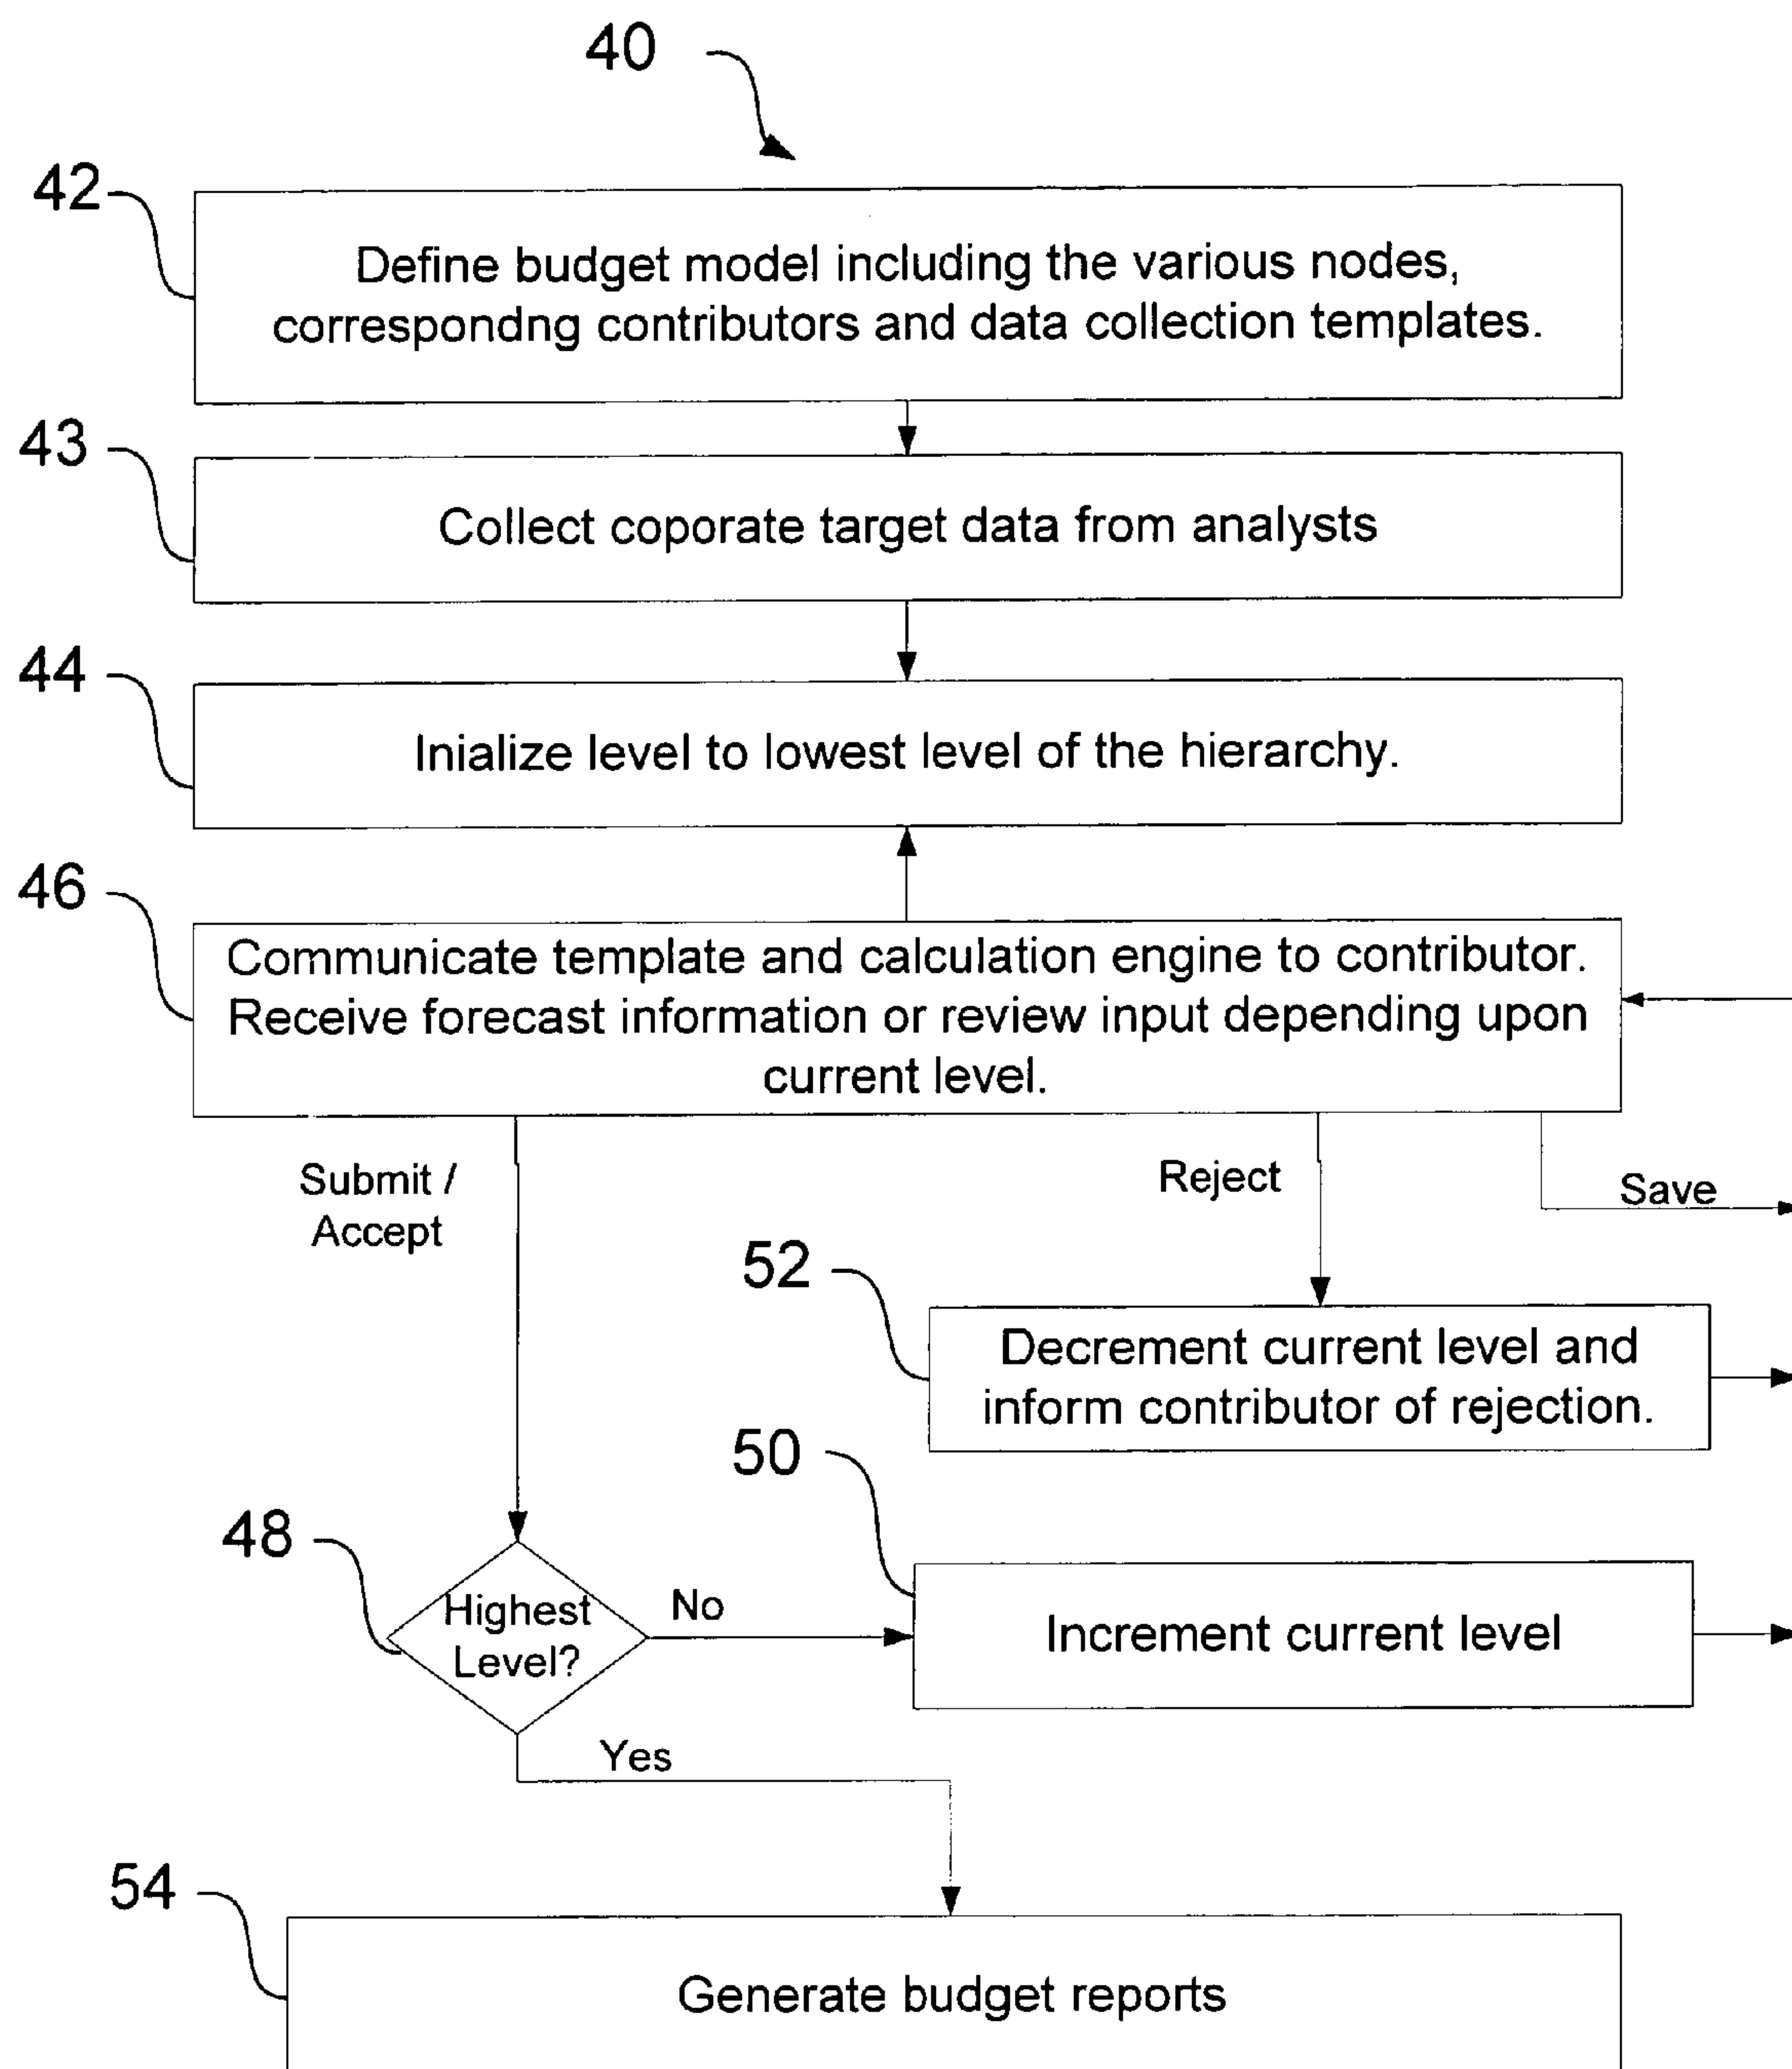 40
42
Define budget model including the various nodes,
correspondng contributors and data collection templates.
43
Collect coporate target data from analysts
44
Inialize level to lowest level of the hierarchy.
46
Communicate template and calculation engine to contributor.
Receive forecast information or review input depending upon
current level.
Submit /
Accept
Reject
Save
52
Decrement current level and
inform contributor of rejection.
50
48
Highest
Level?
No
Increment current level
Yes
54
Generate budget reports